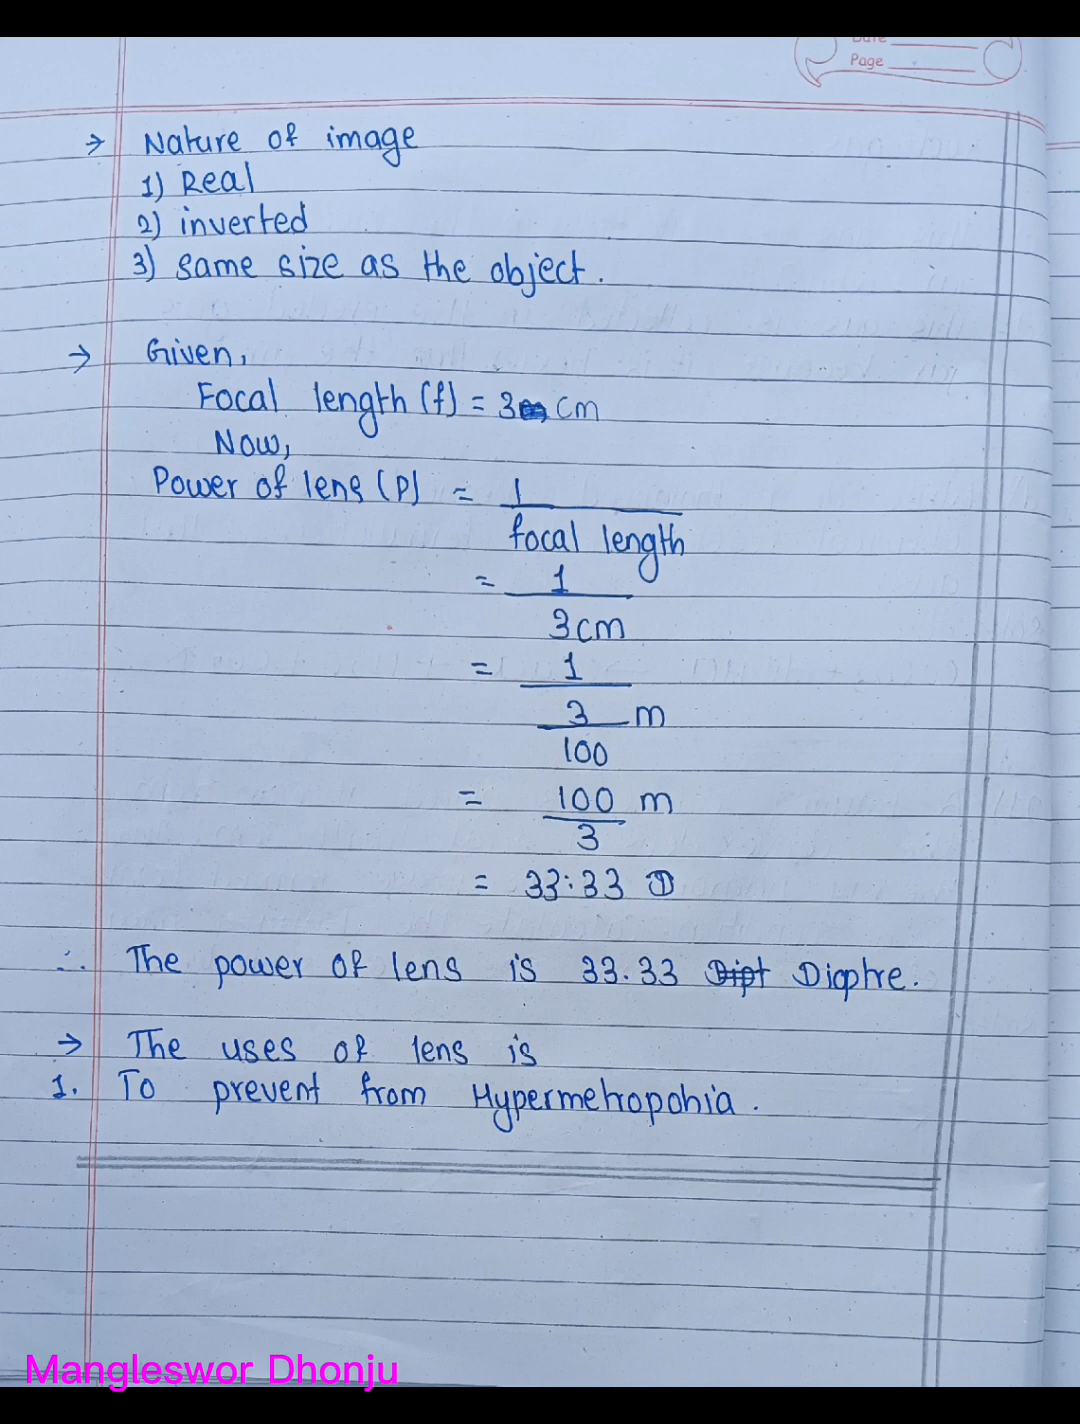 Date
Page
→ Nature of image
1) Real
2) inverted
3) same size as the object.
→ Given,
Focal length (f) = 3 cm
Now,
Power of lens (P) = 1
focal length
= 1
3cm
= 1
3 m
100
= 100 m
3
= 33:33 D
∴ The power of lens is 33.33 Dipt Dioptre.
→ The uses of lens is
1. To prevent from Hypermetropohia.
Mangleswor Dhonju